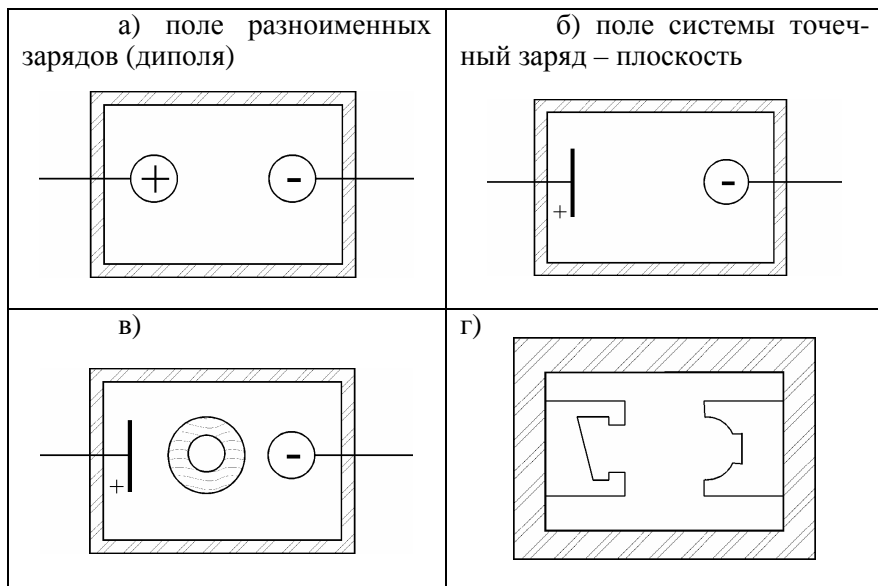 а) поле разноименных
зарядов (диполя)
б) поле системы точеч-
ный заряд – плоскость
+
-
+
-
в)
+
-
г)